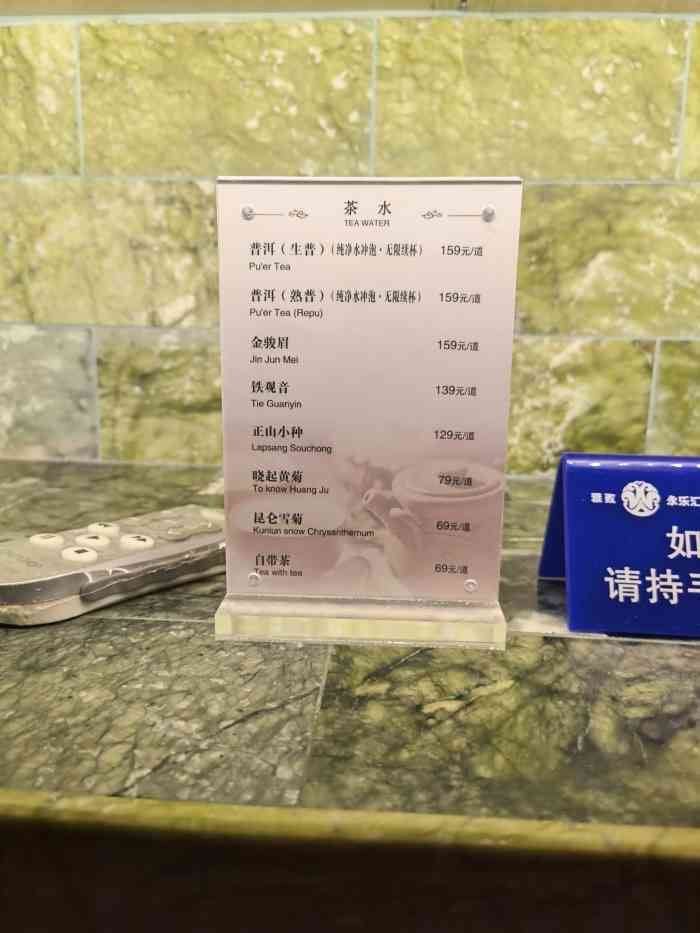 茶 水
TEA WATER
普洱（生普）（纯净水冲泡·无限续杯） 159元/道
Pu'er Tea
普洱（熟普）（纯净水冲泡·无限续杯） 159元/道
Pu'er Tea (Repu)
金骏眉 159元/道
Jin Jun Mei
铁观音 139元/道
Tie Guanyin
正山小种 129元/道
Lapsang Souchong
晓起黄菊 79元/道
To know Huang Ju
昆仑雪菊 69元/道
Kunlun snow Chrysanthemum
自带茶 69元/道
Tea with tea
永乐汇
如
请持